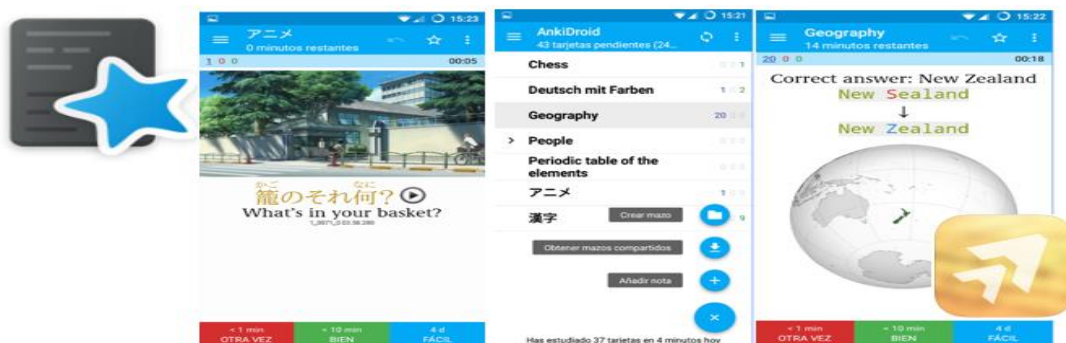 15:23
アニメ
0 minutos restantes
1 0 0
00:05
かご なに
籠のそれ何?
What's in your basket?
15:21
AnkiDroid
43 tarjetas pendientes (24...
Chess
1
Deutsch mit Farben
1 2
Geography
20
People
Periodic table of the
elements
アニメ
1
漢字
9
Crear mazo
Obtener mazos compartidos
Añadir nota
Has estudiado 37 tarjetas en 4 minutos hoy
15:22
Geography
14 minutos restantes
20 0 0
00:18
Correct answer: New Zealand
New Sealand
↓
New Zealand
< 1 min
OTRA VEZ
< 10 min
BIEN
4 d
FÁCIL
< 1 min
OTRA VEZ
< 10 min
BIEN
4 d
FÁCIL